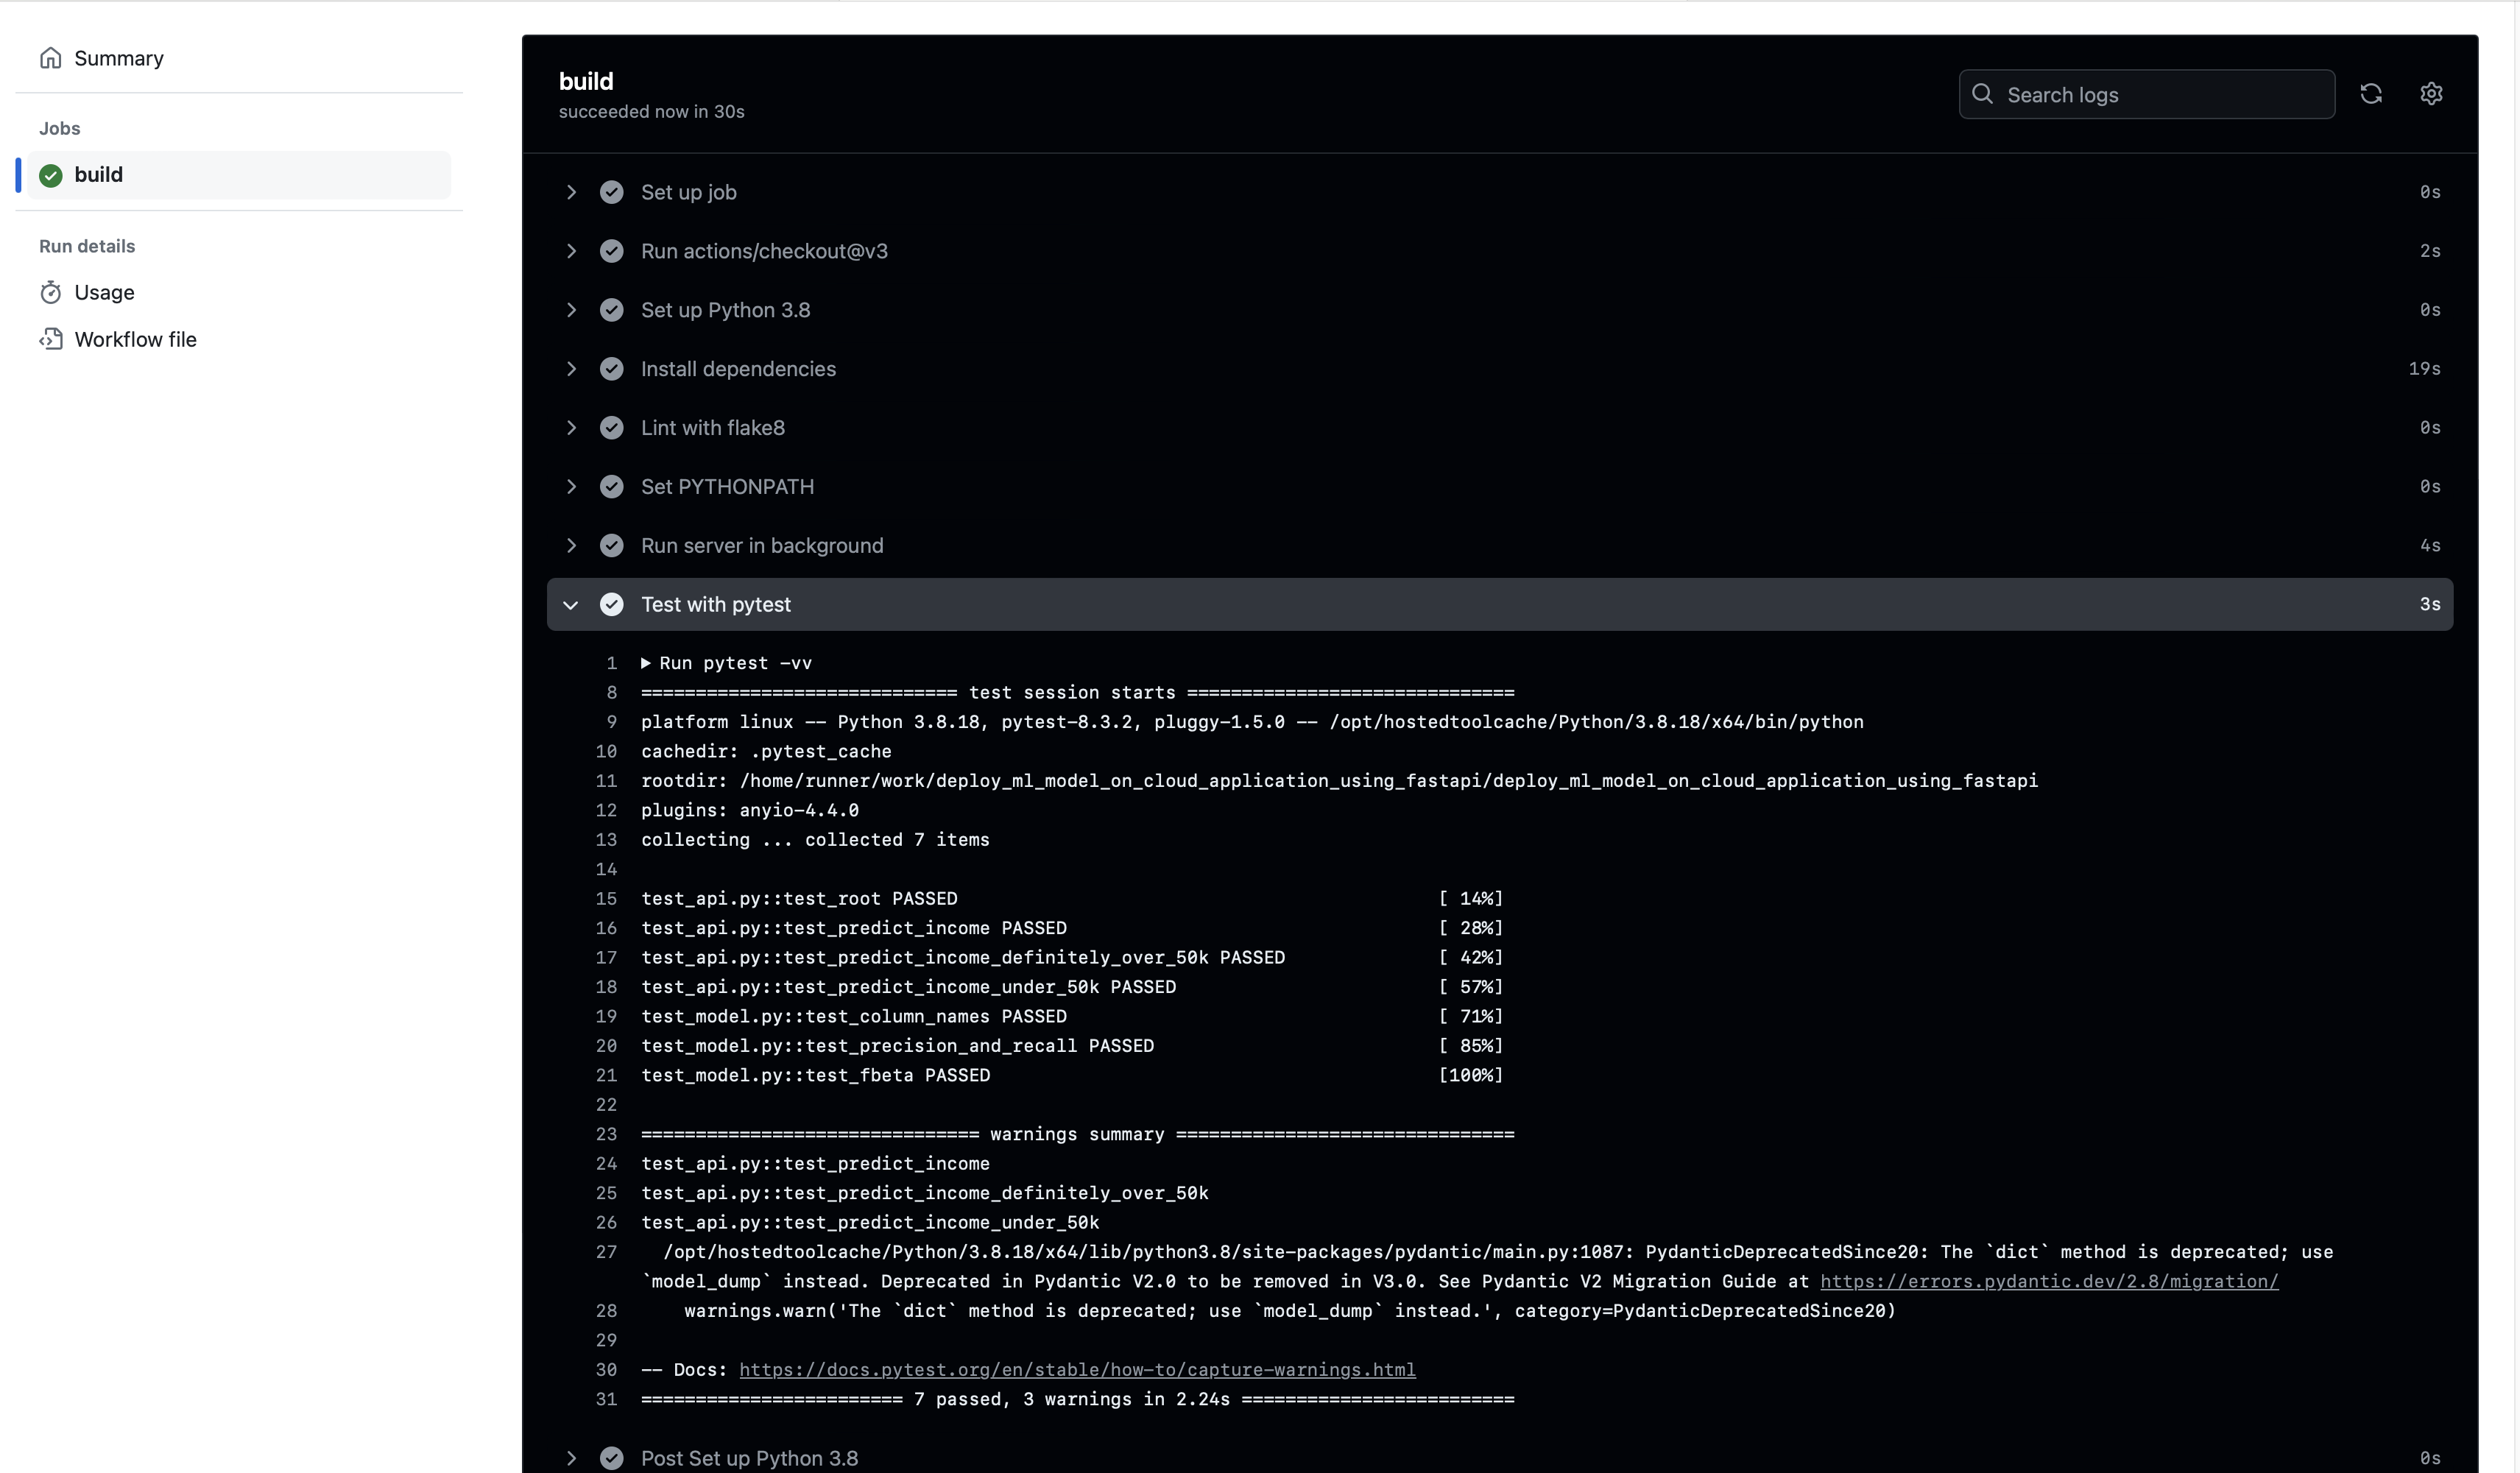 Summary
Jobs
build
Run details
Usage
Workflow file
build
succeeded now in 30s
Search logs
Set up job 0s
Run actions/checkout@v3 2s
Set up Python 3.8 0s
Install dependencies 19s
Lint with flake8 0s
Set PYTHONPATH 0s
Run server in background 4s
Test with pytest 3s
1 Run pytest -vv
8 ============================= test session starts ==============================
9 platform linux -- Python 3.8.18, pytest-8.3.2, pluggy-1.5.0 -- /opt/hostedtoolcache/Python/3.8.18/x64/bin/python
10 cachedir: .pytest_cache
11 rootdir: /home/runner/work/deploy_ml_model_on_cloud_application_using_fastapi/deploy_ml_model_on_cloud_application_using_fastapi
12 plugins: anyio-4.4.0
13 collecting ... collected 7 items
14
15 test_api.py::test_root PASSED [ 14%]
16 test_api.py::test_predict_income PASSED [ 28%]
17 test_api.py::test_predict_income_definitely_over_50k PASSED [ 42%]
18 test_api.py::test_predict_income_under_50k PASSED [ 57%]
19 test_model.py::test_column_names PASSED [ 71%]
20 test_model.py::test_precision_and_recall PASSED [ 85%]
21 test_model.py::test_fbeta PASSED [100%]
22
23 =============================== warnings summary ===============================
24 test_api.py::test_predict_income
25 test_api.py::test_predict_income_definitely_over_50k
26 test_api.py::test_predict_income_under_50k
27 /opt/hostedtoolcache/Python/3.8.18/x64/lib/python3.8/site-packages/pydantic/main.py:1087: PydanticDeprecatedSince20: The `dict` method is deprecated; use
`model_dump` instead. Deprecated in Pydantic V2.0 to be removed in V3.0. See Pydantic V2 Migration Guide at https://errors.pydantic.dev/2.8/migration/
28 warnings.warn('The `dict` method is deprecated; use `model_dump` instead.', category=PydanticDeprecatedSince20)
29
30 -- Docs: https://docs.pytest.org/en/stable/how-to/capture-warnings.html
31 ======================== 7 passed, 3 warnings in 2.24s =========================
Post Set up Python 3.8 0s